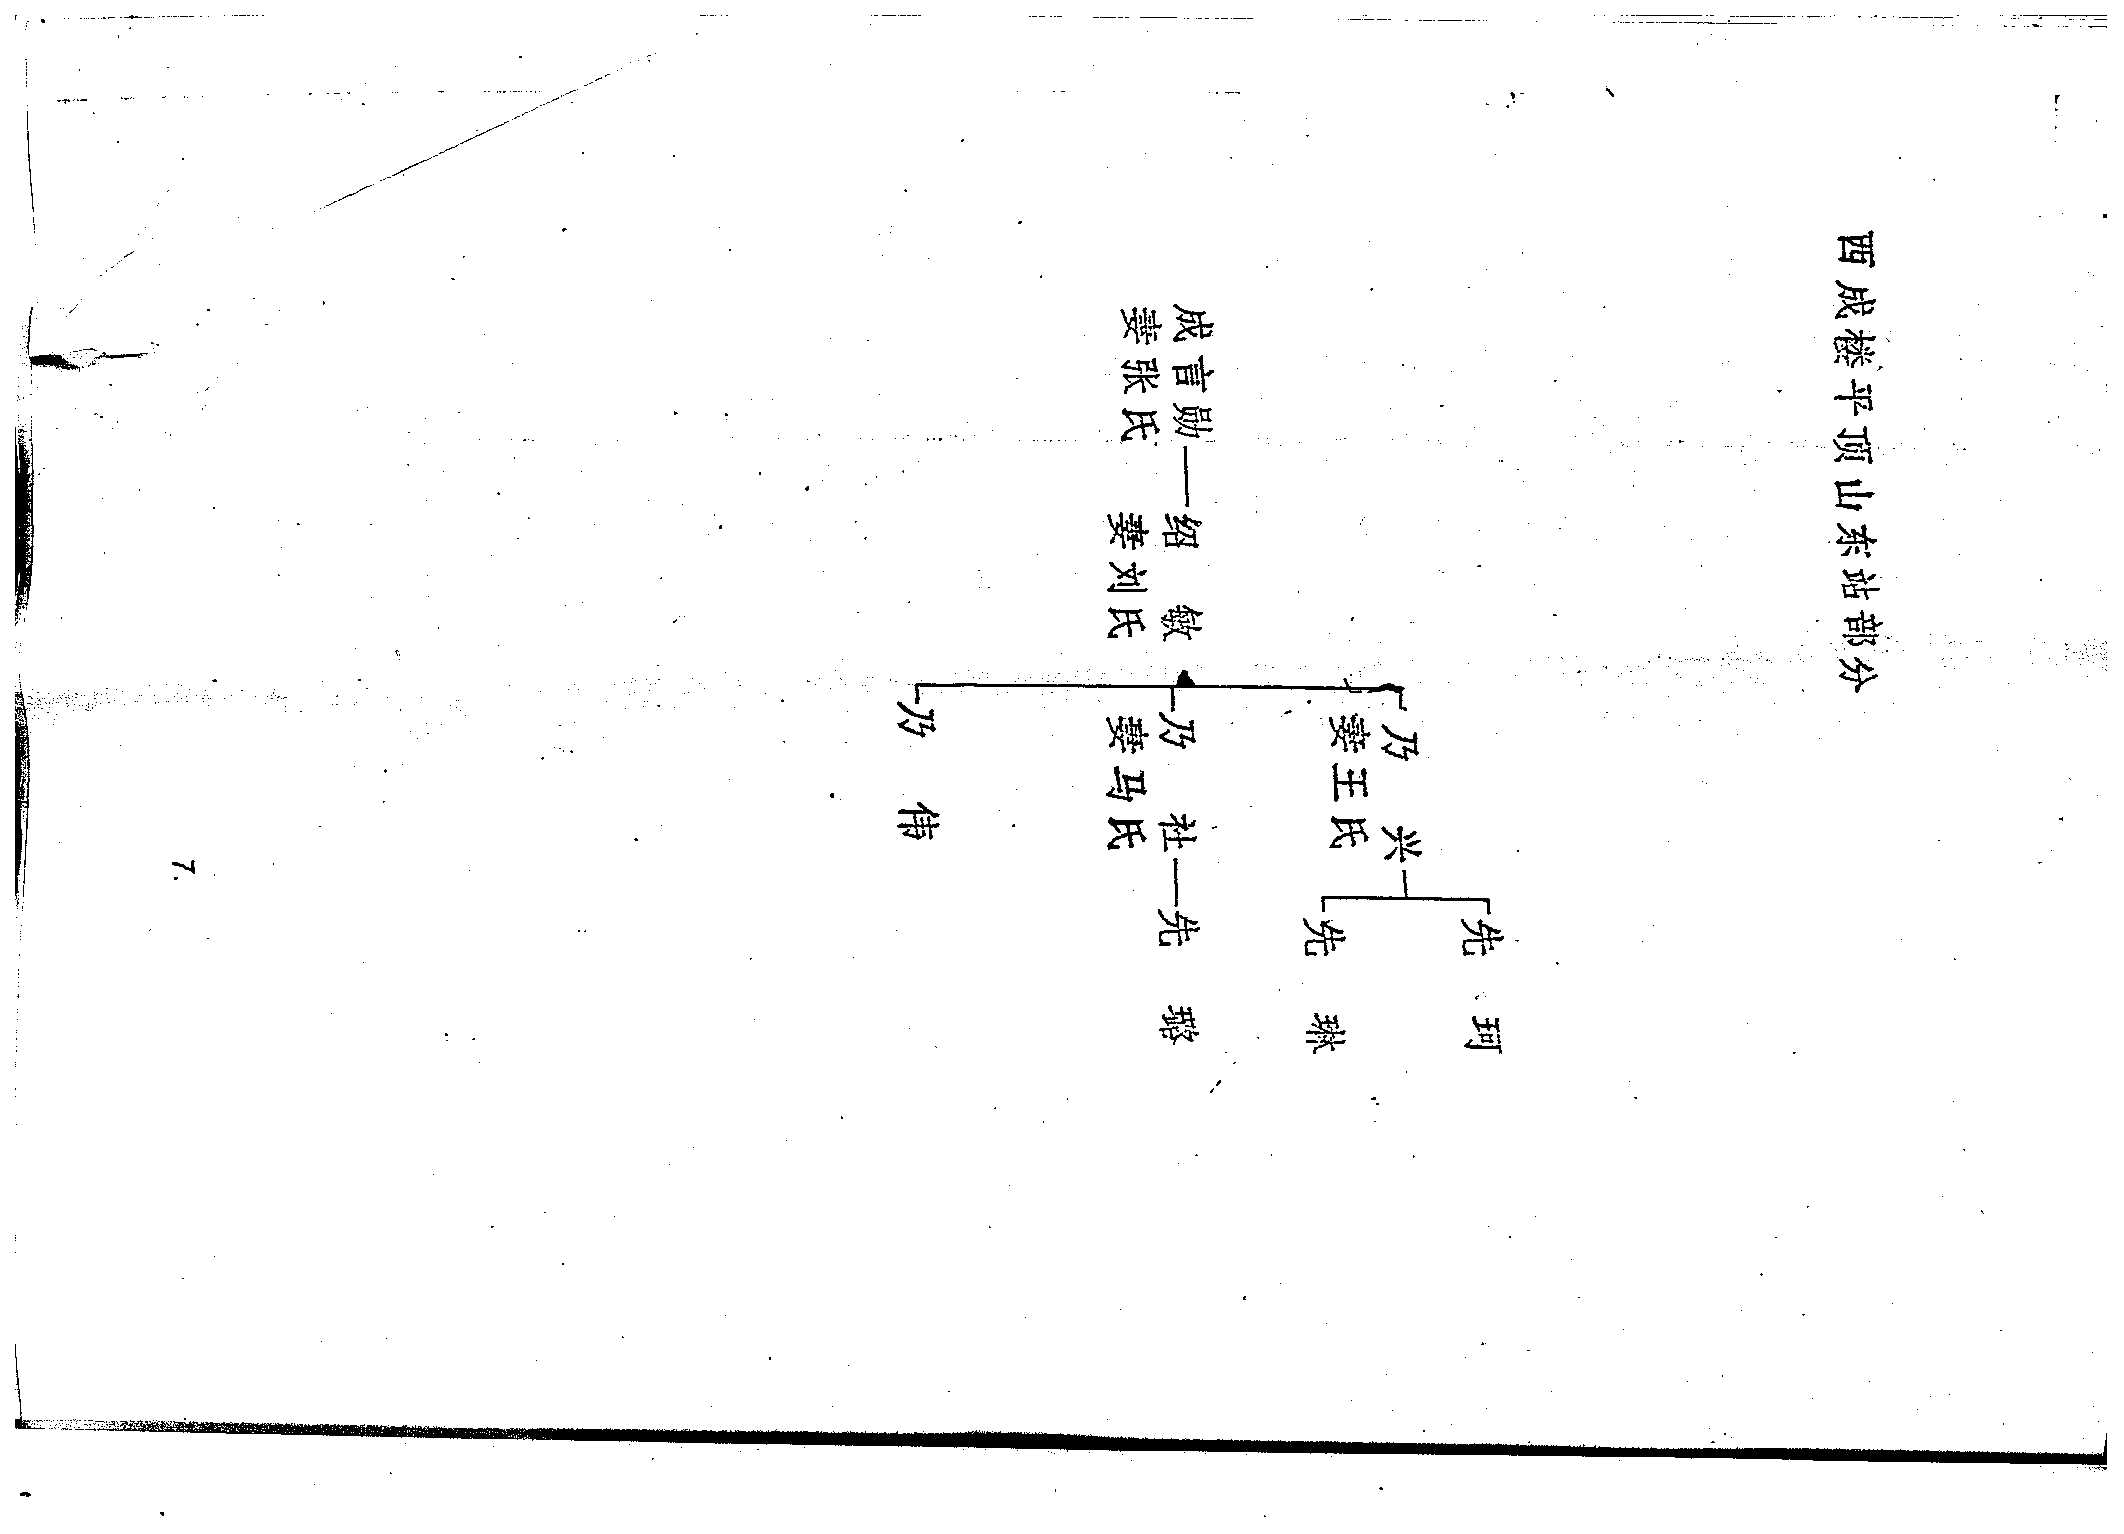 西成楼平顶山东站部分
成言勋—绍敏
妻张氏 妻刘氏
乃兴
妻王氏
先珂
先琳
乃社—先璐
妻马氏
乃伟
7.